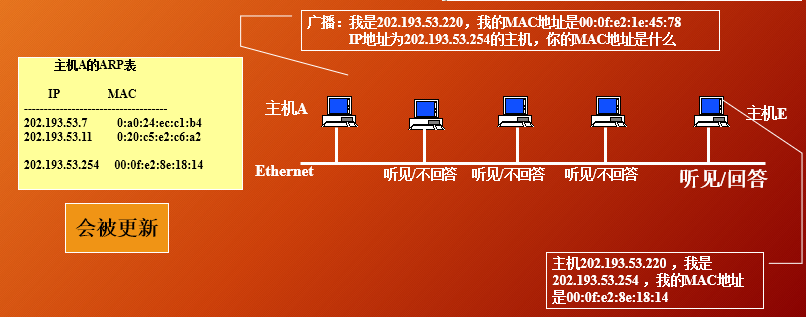 广播：我是202.193.53.220，我的MAC地址是00:0f:e2:1e:45:78
IP地址为202.193.53.254的主机，你的MAC地址是什么
主机A的ARP表
IP MAC
------------------------------------
202.193.53.7 0:a0:24:ec:c1:b4
202.193.53.11 0:20:c5:e2:c6:a2
202.193.53.254 00:0f:e2:8e:18:14
主机A
主机E
Ethernet
听见/不回答 听见/不回答 听见/不回答 听见/回答
会被更新
主机202.193.53.220 ，我是
202.193.53.254 ，我的MAC地址
是00:0f:e2:8e:18:14